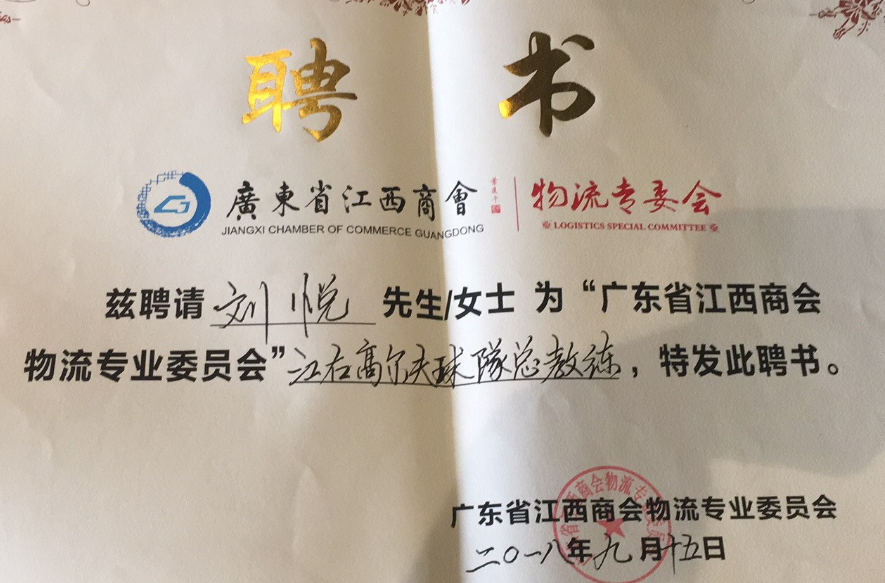 聘书
廣東省江西商會 物流专委会
JIANGXI CHAMBER OF COMMERCE GUANGDONG LOGISTICS SPECIAL COMMITTEE
兹聘请 刘悦 先生/女士 为“广东省江西商会
物流专业委员会”江右高尔夫球隊总教练，特发此聘书。
广东省江西商会物流专业委员会
二〇一八年九月十五日